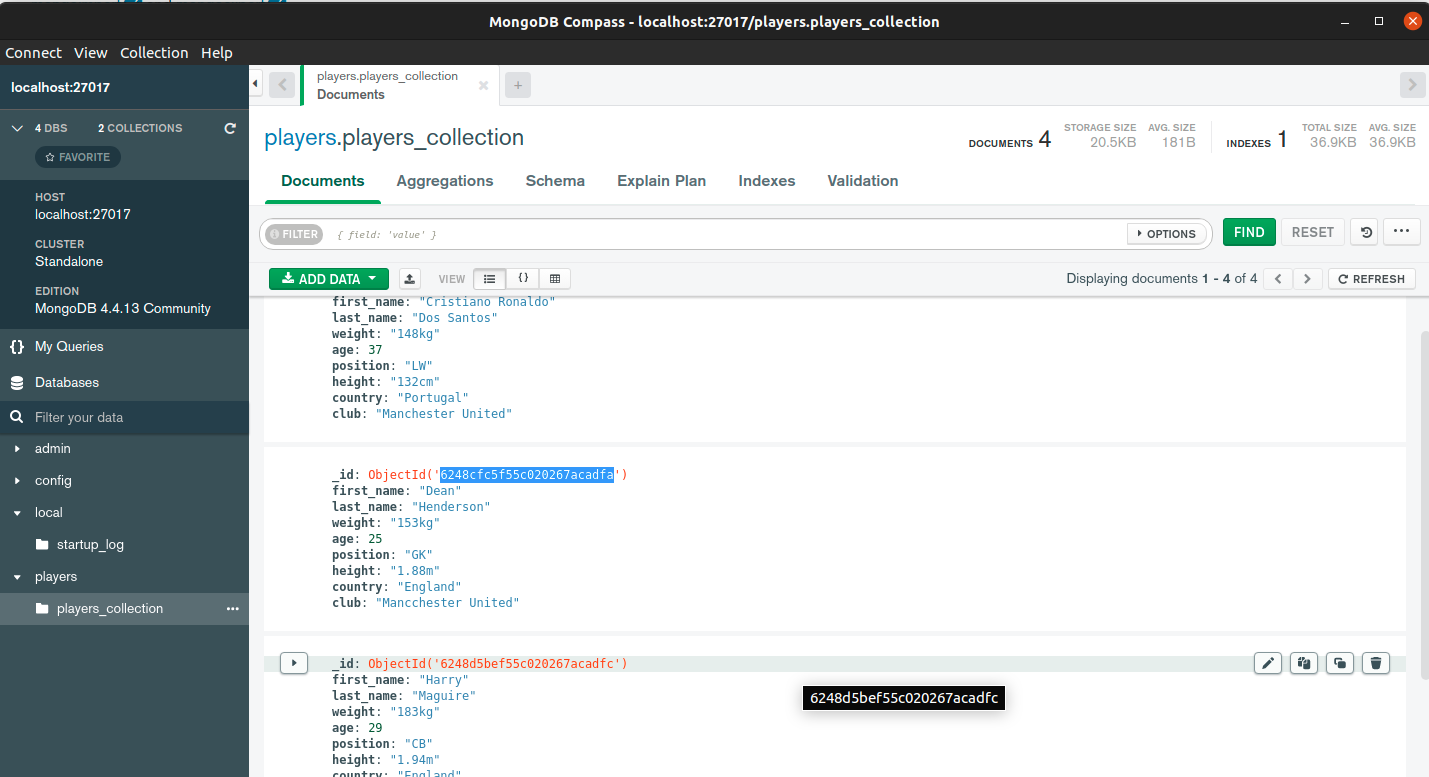 MongoDB Compass - localhost:27017/players.players_collection
Connect View Collection Help
localhost:27017
4 DBS 2 COLLECTIONS
FAVORITE
HOST
localhost:27017
CLUSTER
Standalone
EDITION
MongoDB 4.4.13 Community
My Queries
Databases
Filter your data
admin
config
local
startup_log
players
players_collection
players.players_collection
Documents
players.players_collection
DOCUMENTS 4
STORAGE SIZE
20.5KB
AVG. SIZE
181B
INDEXES 1
TOTAL SIZE
36.9KB
AVG. SIZE
36.9KB
Documents Aggregations Schema Explain Plan Indexes Validation
FILTER { field: 'value' } OPTIONS FIND RESET
ADD DATA VIEW {} Displaying documents 1 - 4 of 4 REFRESH
first_name: "Cristiano Ronaldo"
last_name: "Dos Santos"
weight: "148kg"
age: 37
position: "LW"
height: "132cm"
country: "Portugal"
club: "Manchester United"
_id: ObjectId('6248cfc5f55c020267acadfa')
first_name: "Dean"
last_name: "Henderson"
weight: "153kg"
age: 25
position: "GK"
height: "1.88m"
country: "England"
club: "Mancchester United"
_id: ObjectId('6248d5bef55c020267acadfc')
first_name: "Harry"
last_name: "Maguire"
6248d5bef55c020267acadfc
weight: "183kg"
age: 29
position: "CB"
height: "1.94m"
country: "England"